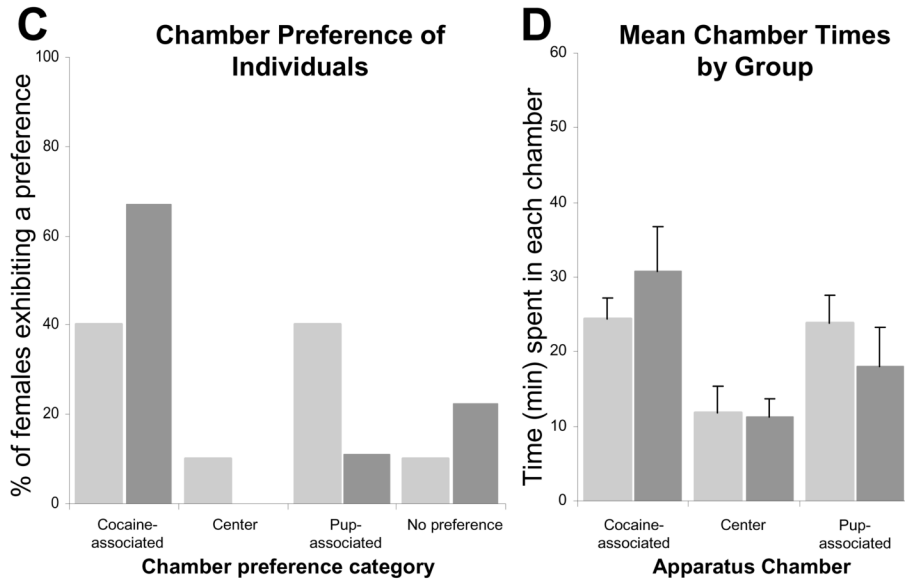 C
Chamber Preference of
Individuals
% of females exhibiting a preference
100
80
60
40
20
0
Cocaine-
associated
Center
Pup-
associated
No preference
Chamber preference category
D
Mean Chamber Times
by Group
Time (min) spent in each chamber
60
50
40
30
20
10
0
Cocaine-
associated
Center
Pup-
associated
Apparatus Chamber